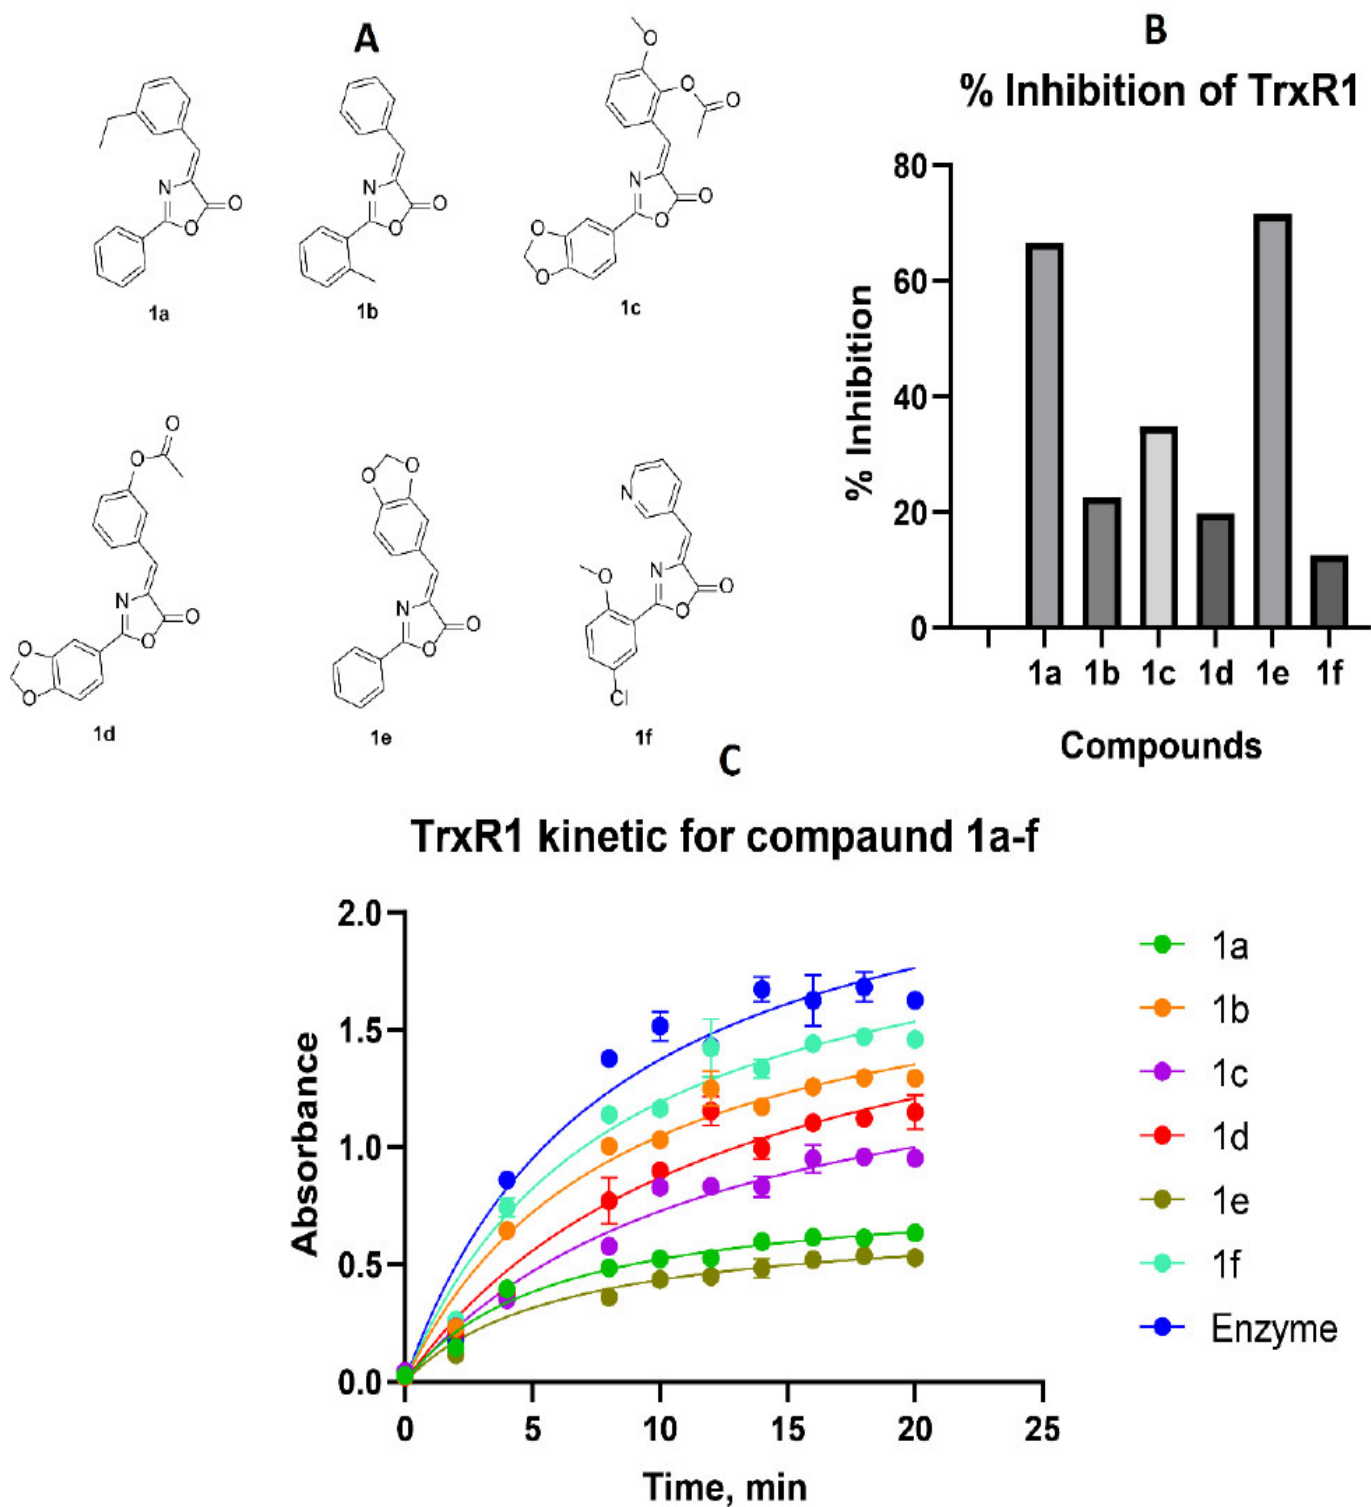 A
O
O
O
N
O
O
1a
N
O
O
1b
N
O
O
O
O
1c
O
O
N
O
O
O
O
1d
O
O
N
O
O
1e
N
O
N
O
O
Cl
1f
B
% Inhibition of TrxR1
% Inhibition
80
60
40
20
0
1a 1b 1c 1d 1e 1f
Compounds
C
TrxR1 kinetic for compaund 1a-f
Absorbance
2.0
1.5
1.0
0.5
0.0
0 5 10 15 20 25
Time, min
1a
1b
1c
1d
1e
1f
Enzyme